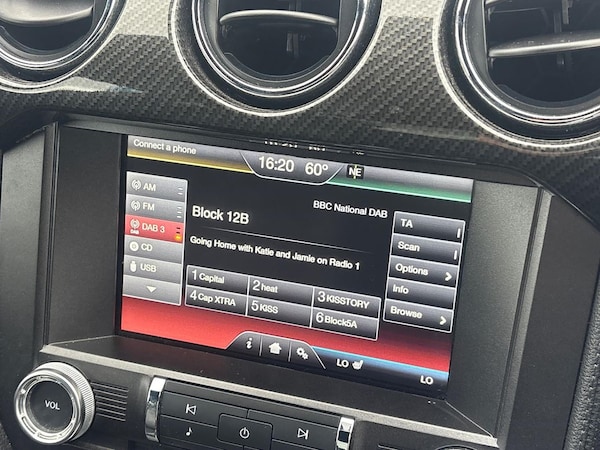 Connect a phone
16:20 60° NE
AM
FM
DAB 3
DAB
CD
USB
BBC National DAB
Block 12B
Going Home with Katie and Jamie on Radio 1
1 Capital 2 heat 3 KISSTORY
4 Cap XTRA 5 KISS 6 Block5A
TA
Scan
Options
Info
Browse
LO LO
VOL